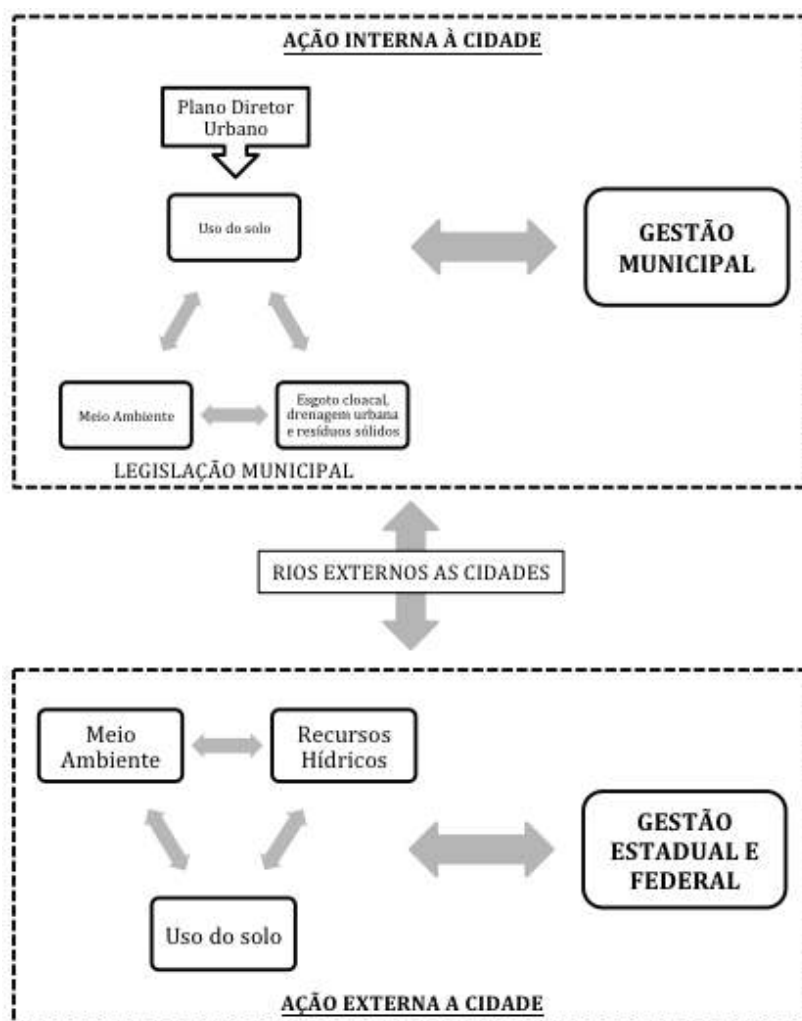 AÇÃO INTERNA À CIDADE
Plano Diretor
Urbano
Uso do solo
GESTÃO
MUNICIPAL
Meio Ambiente
Esgoto cloacal,
drenagem urbana
e resíduos sólidos
LEGISLAÇÃO MUNICIPAL
RIOS EXTERNOS AS CIDADES
Meio
Ambiente
Recursos
Hídricos
GESTÃO
ESTADUAL E
FEDERAL
Uso do solo
AÇÃO EXTERNA A CIDADE